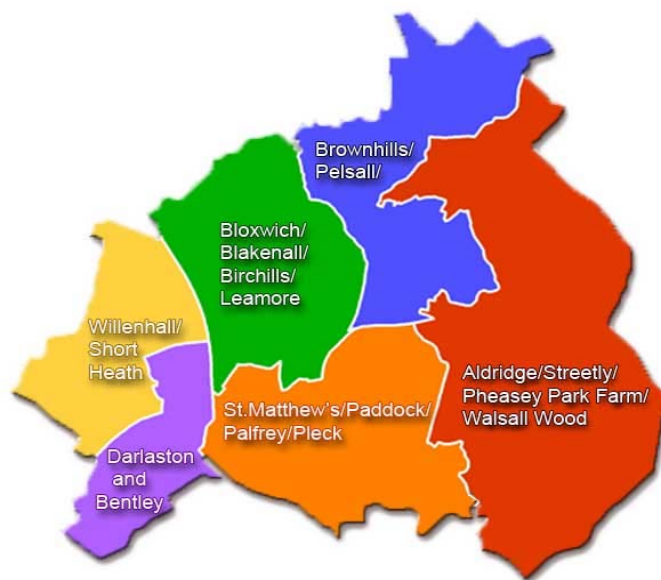 Brownhills/
Pelsall/
Bloxwich/
Blakenall/
Birchills/
Leamore
Willenhall/
Short
Heath
Aldridge/Streetly/
Pheasey Park Farm/
Walsall Wood
St.Matthew's/Paddock/
Palfrey/Pleck
Darlaston
and
Bentley